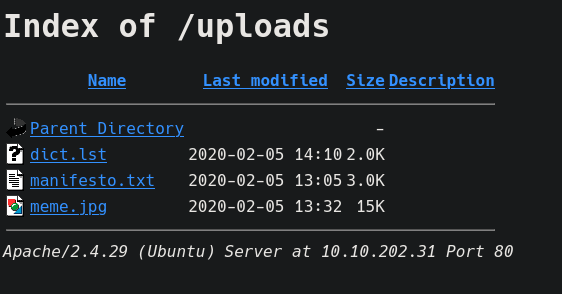 Index of /uploads
Name Last modified Size Description
Parent Directory -
dict.lst 2020-02-05 14:10 2.0K
manifesto.txt 2020-02-05 13:05 3.0K
meme.jpg 2020-02-05 13:32 15K
Apache/2.4.29 (Ubuntu) Server at 10.10.202.31 Port 80